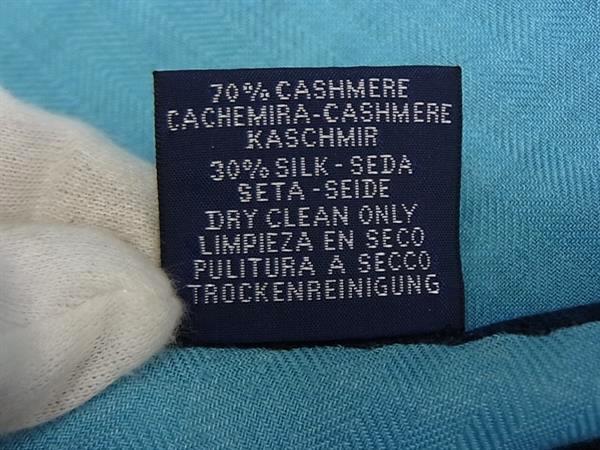 70% CASHMERE
CACHEMIRA-CASHMERE
KASCHMIR
30% SILK - SEDA
SETA - SEIDE
DRY CLEAN ONLY
LIMPIEZA EN SECO
PULITURA A SECCO
TROCKENREINIGUNG